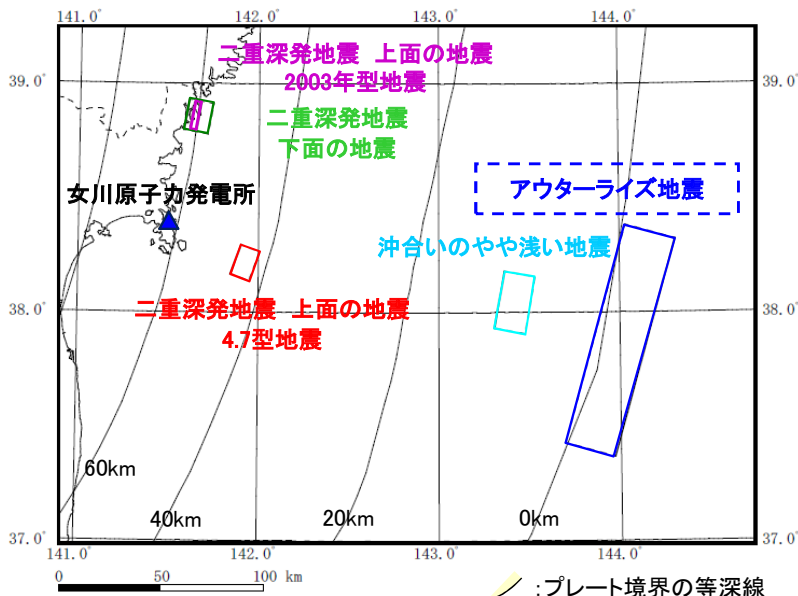 141.0° 142.0° 143.0° 144.0°
二重深発地震 上面の地震
2003年型地震
39.0° 39.0°
二重深発地震
下面の地震
女川原子力発電所
アウターライズ地震
沖合いのやや浅い地震
38.0° 38.0°
二重深発地震 上面の地震
4.7型地震
60km
40km 20km 0km
37.0° 37.0°
141.0° 142.0° 143.0° 144.0°
0 50 100 km
:プレート境界の等深線